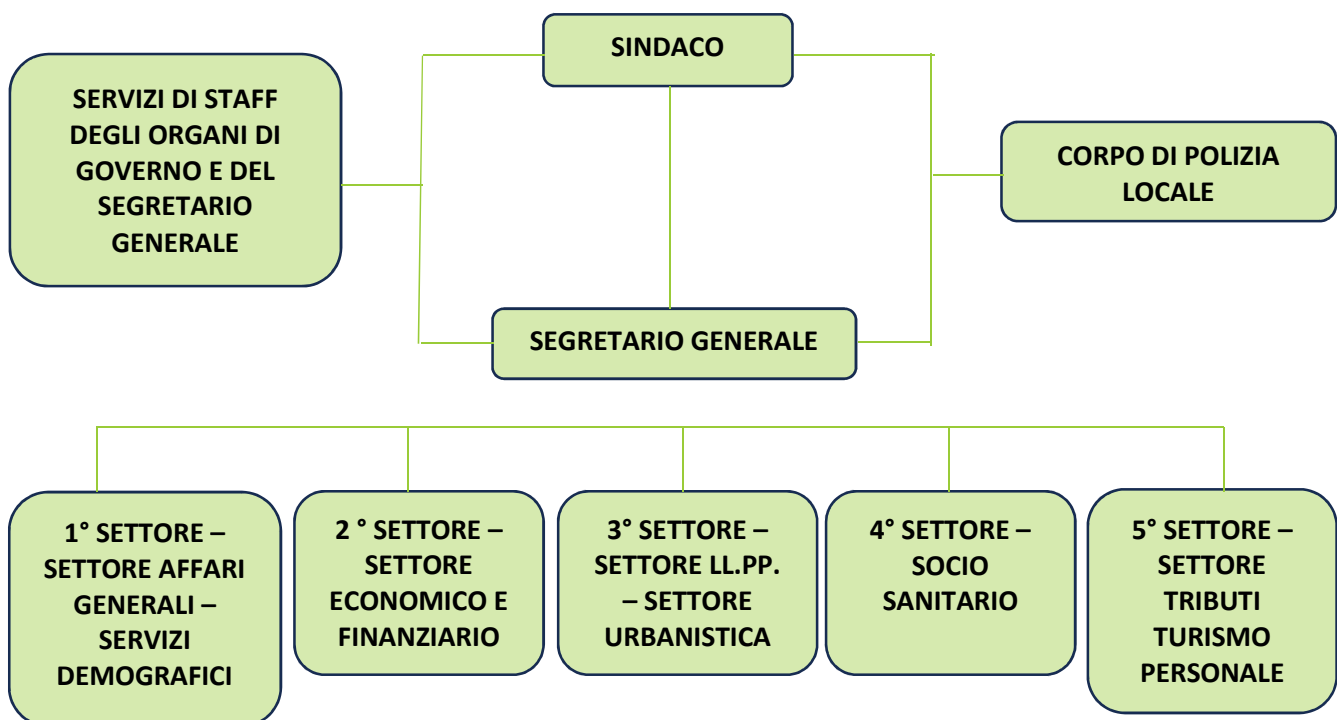 SINDACO
SERVIZI DI STAFF
DEGLI ORGANI DI
GOVERNO E DEL
SEGRETARIO
GENERALE
CORPO DI POLIZIA
LOCALE
SEGRETARIO GENERALE
1° SETTORE –
SETTORE AFFARI
GENERALI –
SERVIZI
DEMOGRAFICI
2 ° SETTORE –
SETTORE
ECONOMICO E
FINANZIARIO
3° SETTORE –
SETTORE LL.PP.
– SETTORE
URBANISTICA
4° SETTORE –
SOCIO
SANITARIO
5° SETTORE –
SETTORE
TRIBUTI
TURISMO
PERSONALE